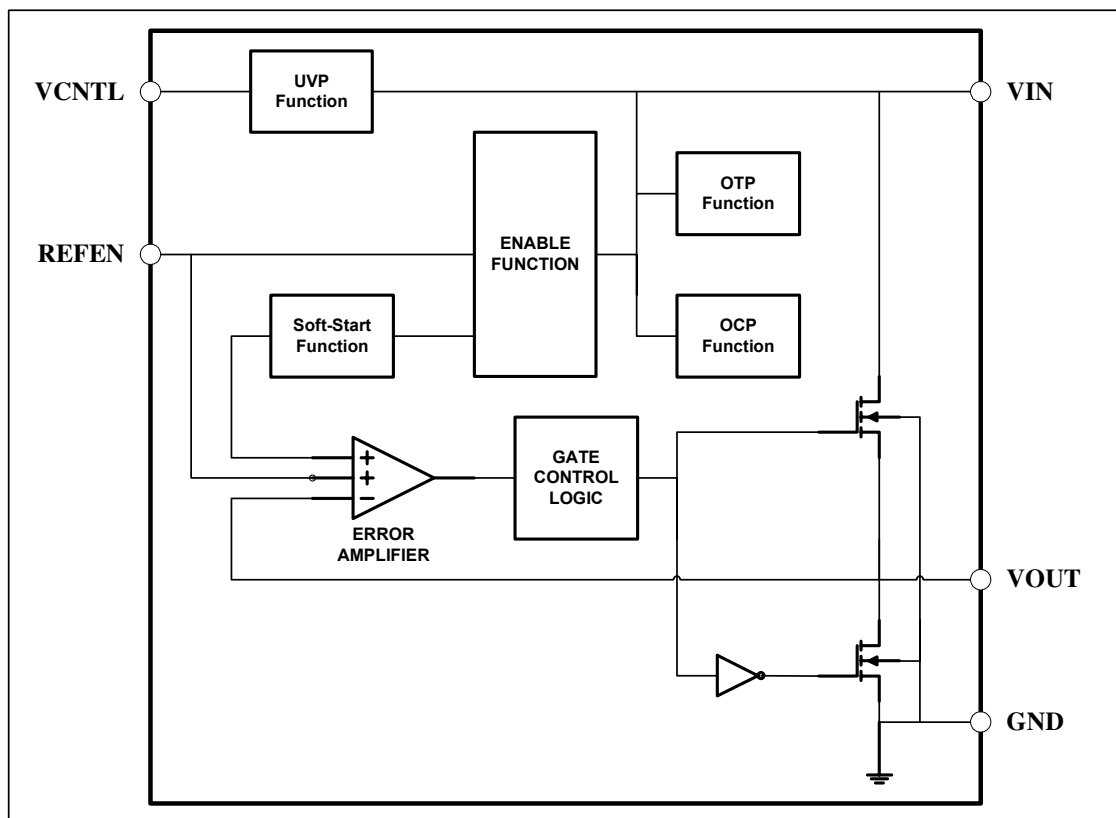 UVP
Function
VCNTL
VIN
OTP
Function
REFEN
ENABLE
FUNCTION
Soft-Start
Function
OCP
Function
+
+
−
ERROR
AMPLIFIER
GATE
CONTROL
LOGIC
VOUT
GND